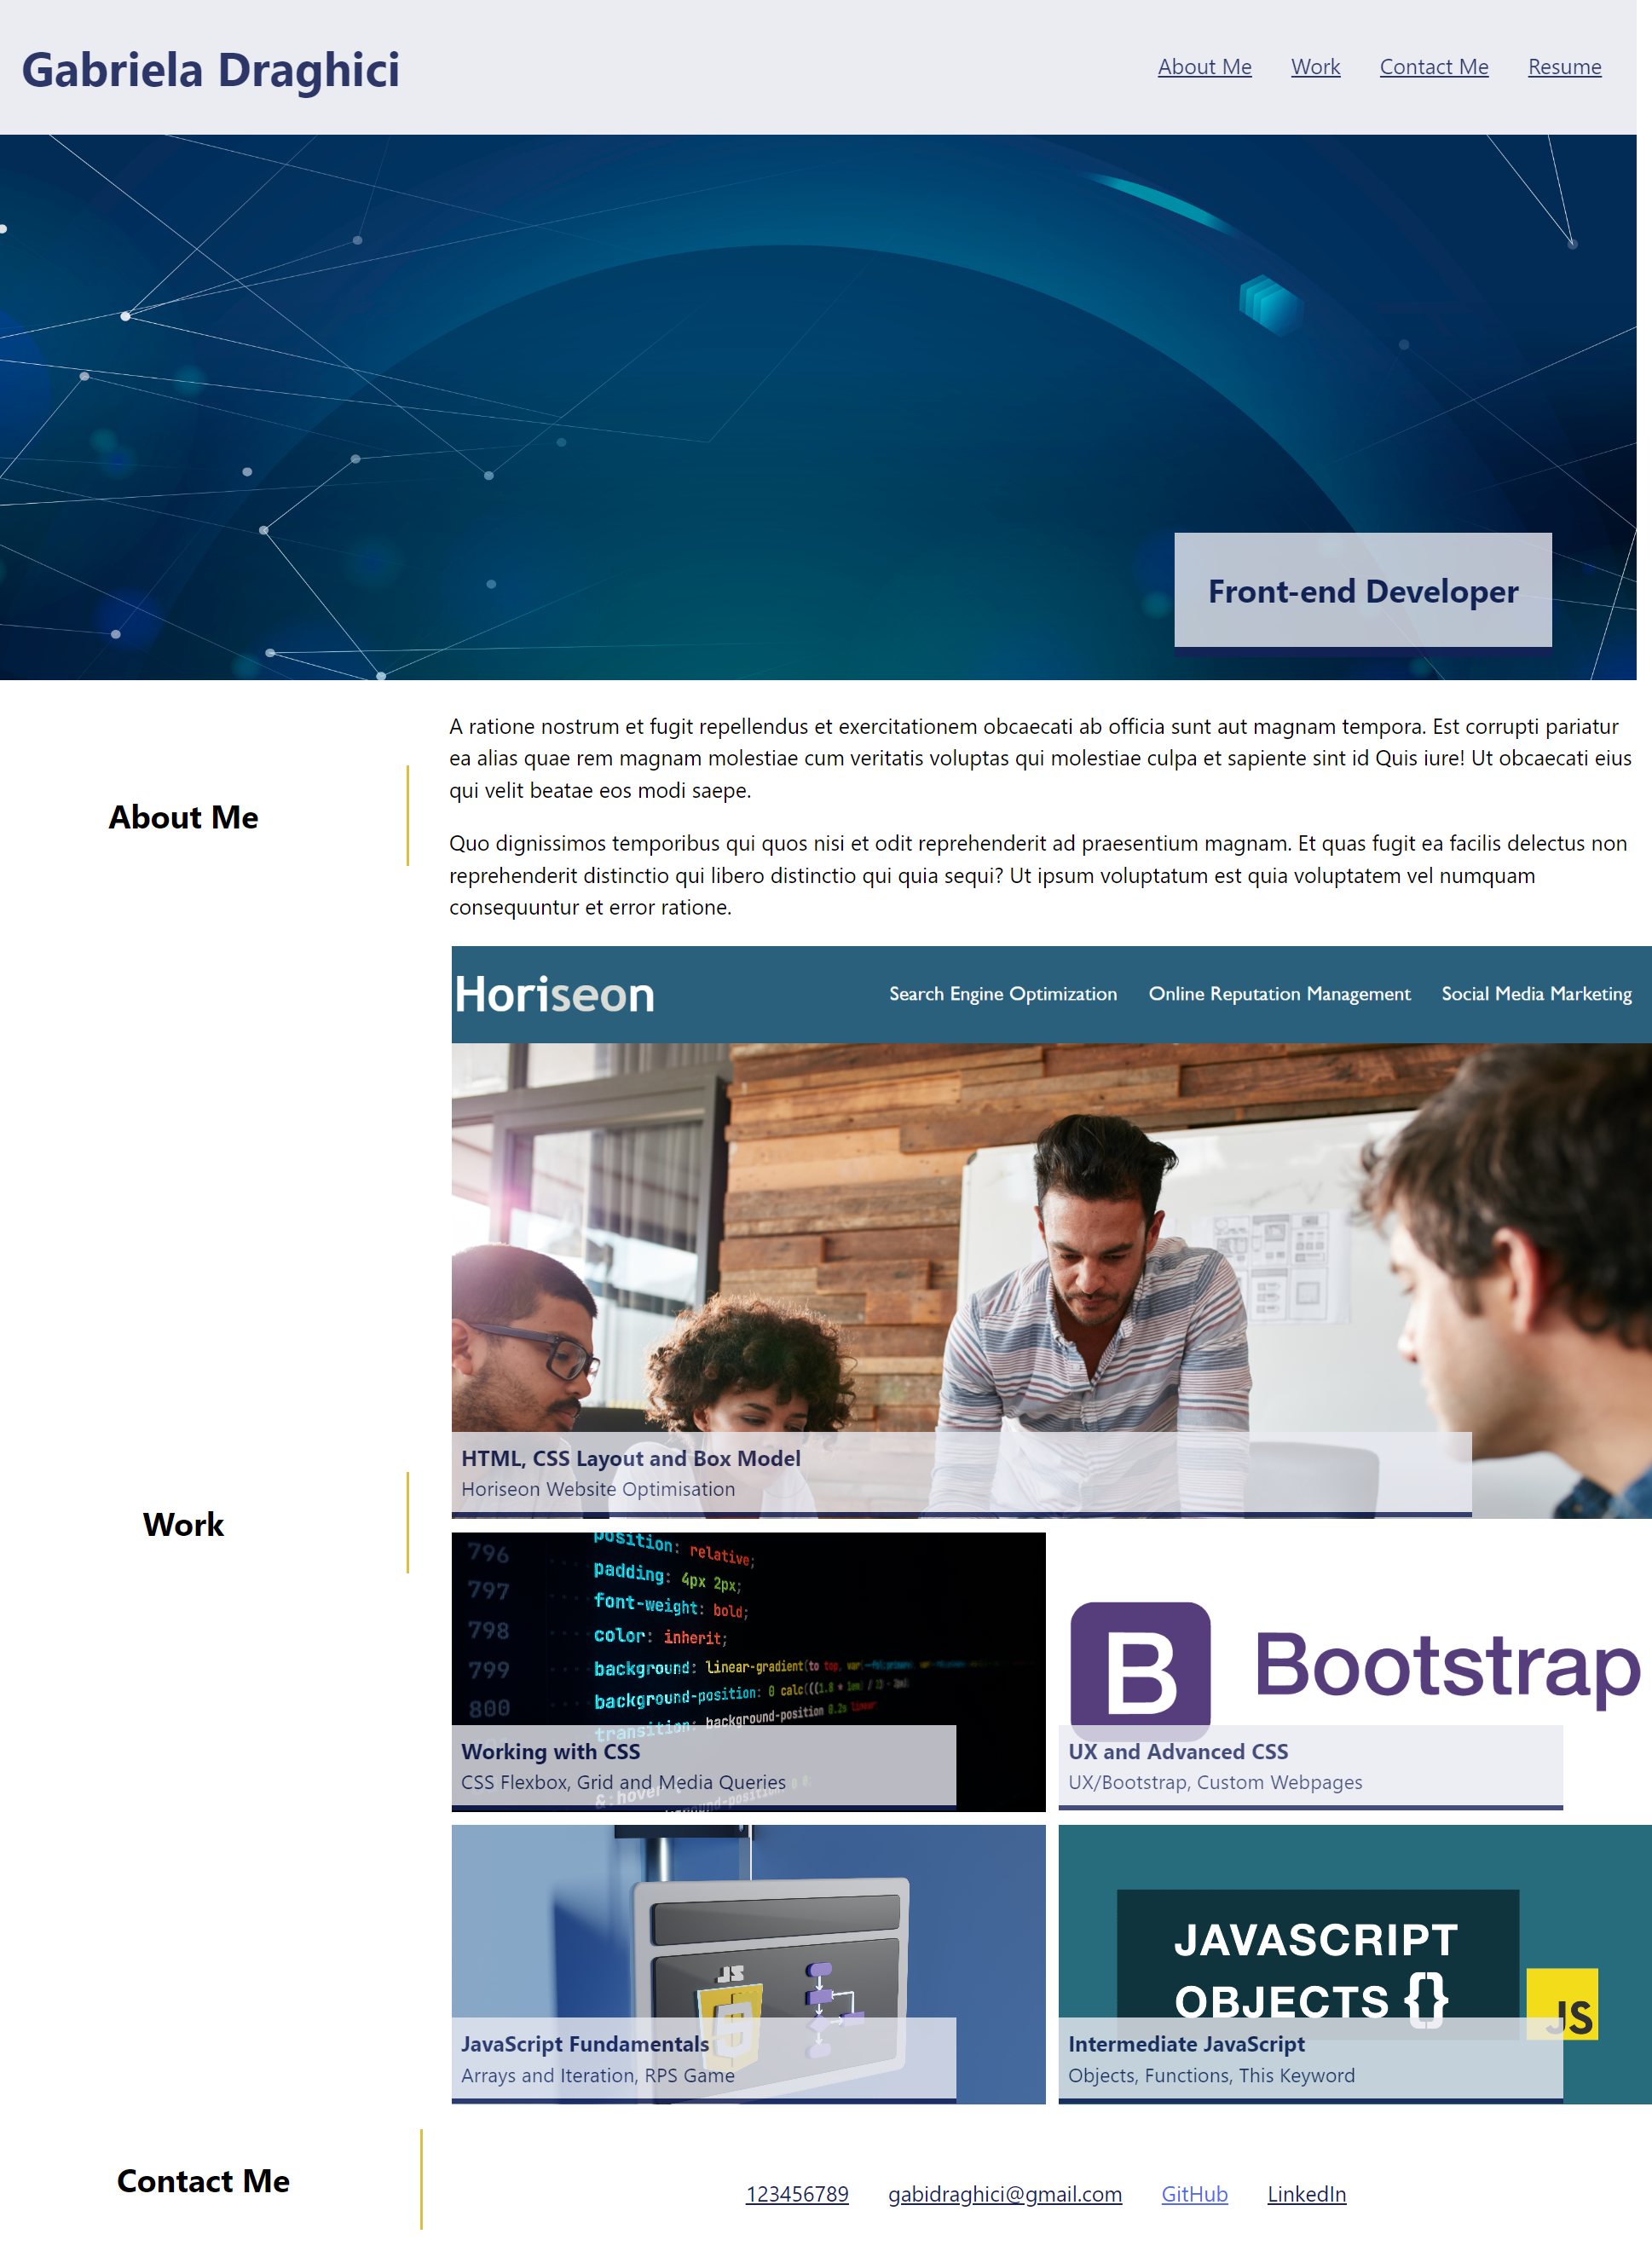 Gabriela Draghici
About Me Work Contact Me Resume
Front-end Developer
About Me
A ratione nostrum et fugit repellendus et exercitationem obcaecati ab officia sunt aut magnam tempora. Est corrupti pariatur
ea alias quae rem magnam molestiae cum veritatis voluptas qui molestiae culpa et sapiente sint id Quis iure! Ut obcaecati eius
qui velit beatae eos modi saepe.
Quo dignissimos temporibus qui quos nisi et odit reprehenderit ad praesentium magnam. Et quas fugit ea facilis delectus non
reprehenderit distinctio qui libero distinctio qui quia sequi? Ut ipsum voluptatum est quia voluptatem vel numquam
consequuntur et error ratione.
Work
Horiseon
Search Engine Optimization Online Reputation Management Social Media Marketing
HTML, CSS Layout and Box Model
Horiseon Website Optimisation
position: relative;
796 padding: 4px 2px;
797 font-weight: bold;
798 color: inherit;
799 background: linear-gradient(to top,
800 background-position: 0
transition: background-position 0.2s linear
Working with CSS
CSS Flexbox, Grid and Media Queries
&:hover {
background-position:
B Bootstrap
UX and Advanced CSS
UX/Bootstrap, Custom Webpages
JS
JavaScript Fundamentals
Arrays and Iteration, RPS Game
JAVASCRIPT
OBJECTS {}
JS
Intermediate JavaScript
Objects, Functions, This Keyword
Contact Me
123456789 gabidraghici@gmail.com GitHub LinkedIn